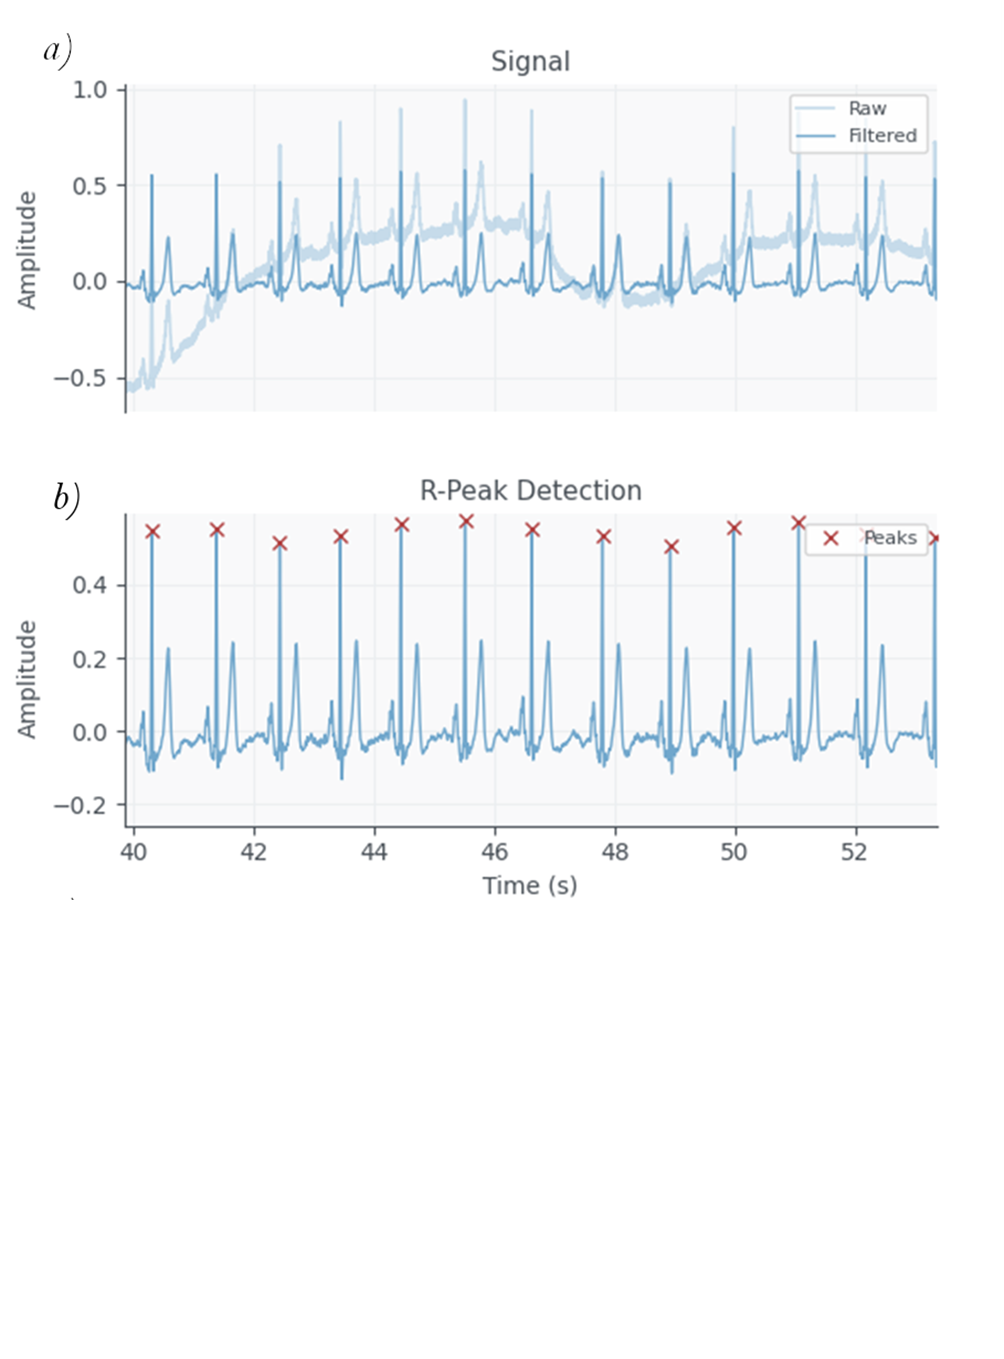 a)
Signal
1.0
Raw
Filtered
0.5
Amplitude
0.0
−0.5
b)
R-Peak Detection
Peaks
0.4
0.2
Amplitude
0.0
−0.2
40 42 44 46 48 50 52
Time (s)